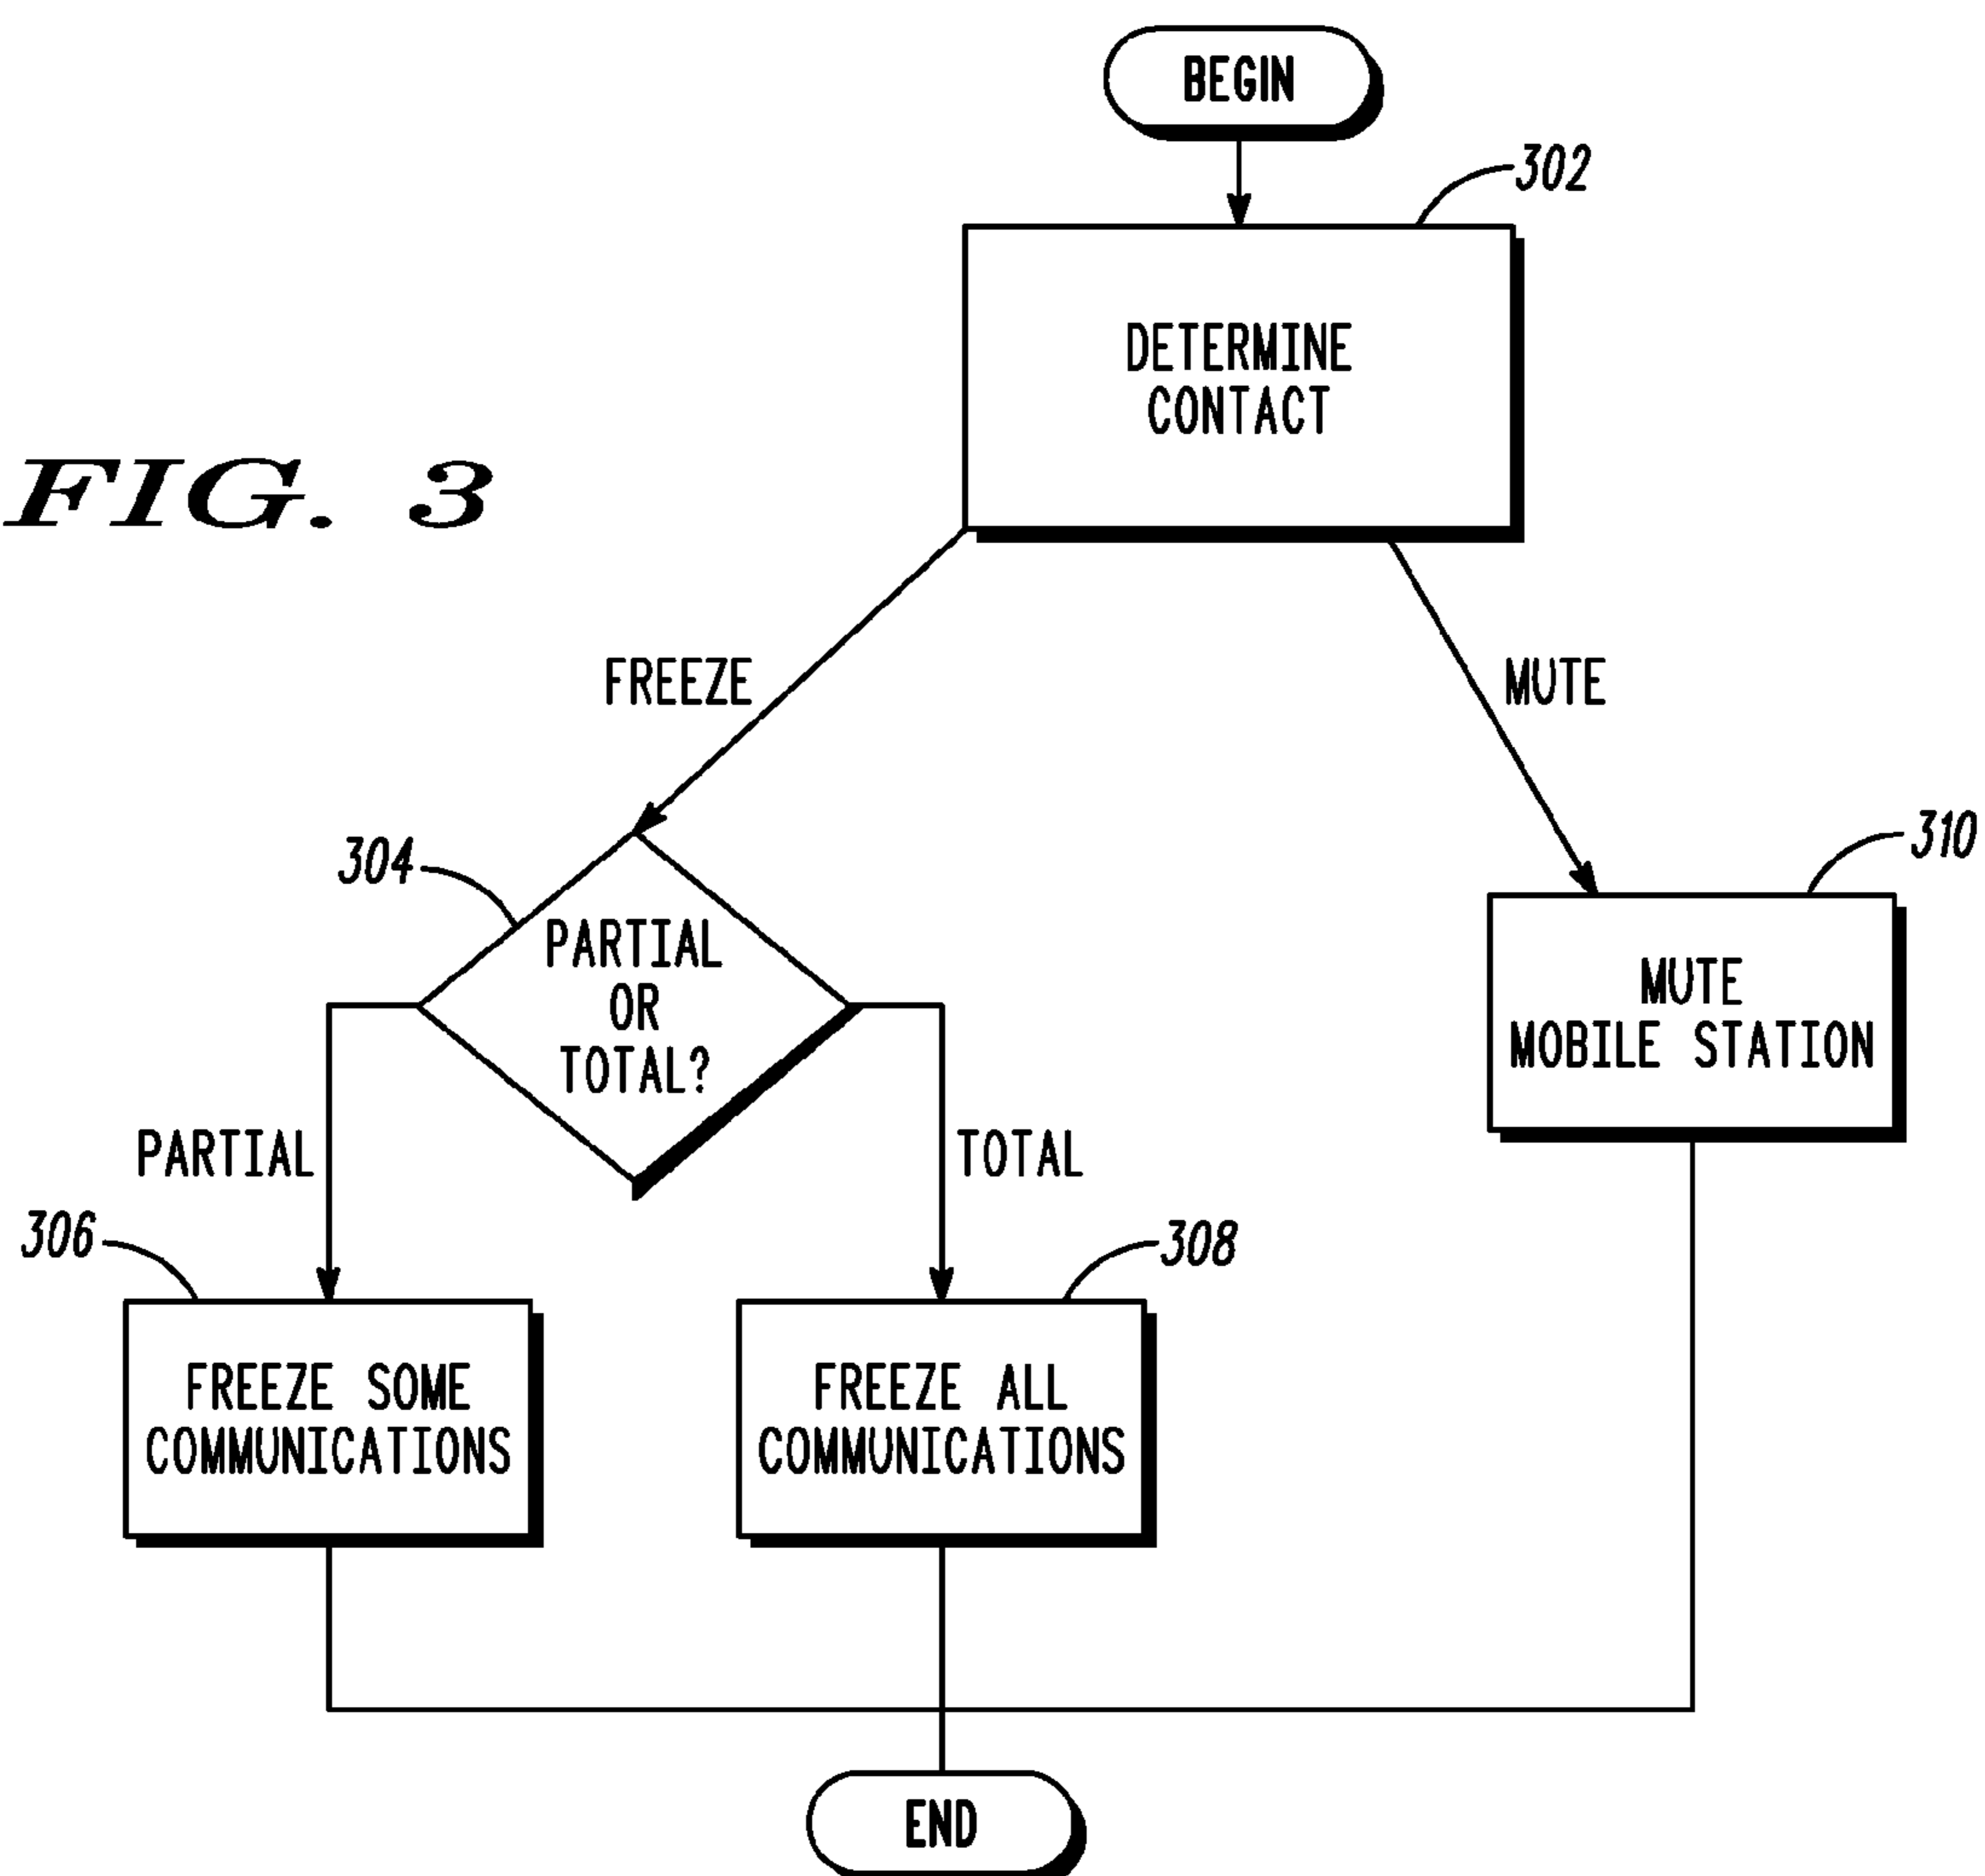 BEGIN
302
DETERMINE
CONTACT
FIG. 3
FREEZE
MUTE
304
310
PARTIAL
OR
TOTAL?
MUTE
MOBILE STATION
PARTIAL
TOTAL
306
308
FREEZE SOME
COMMUNICATIONS
FREEZE ALL
COMMUNICATIONS
END